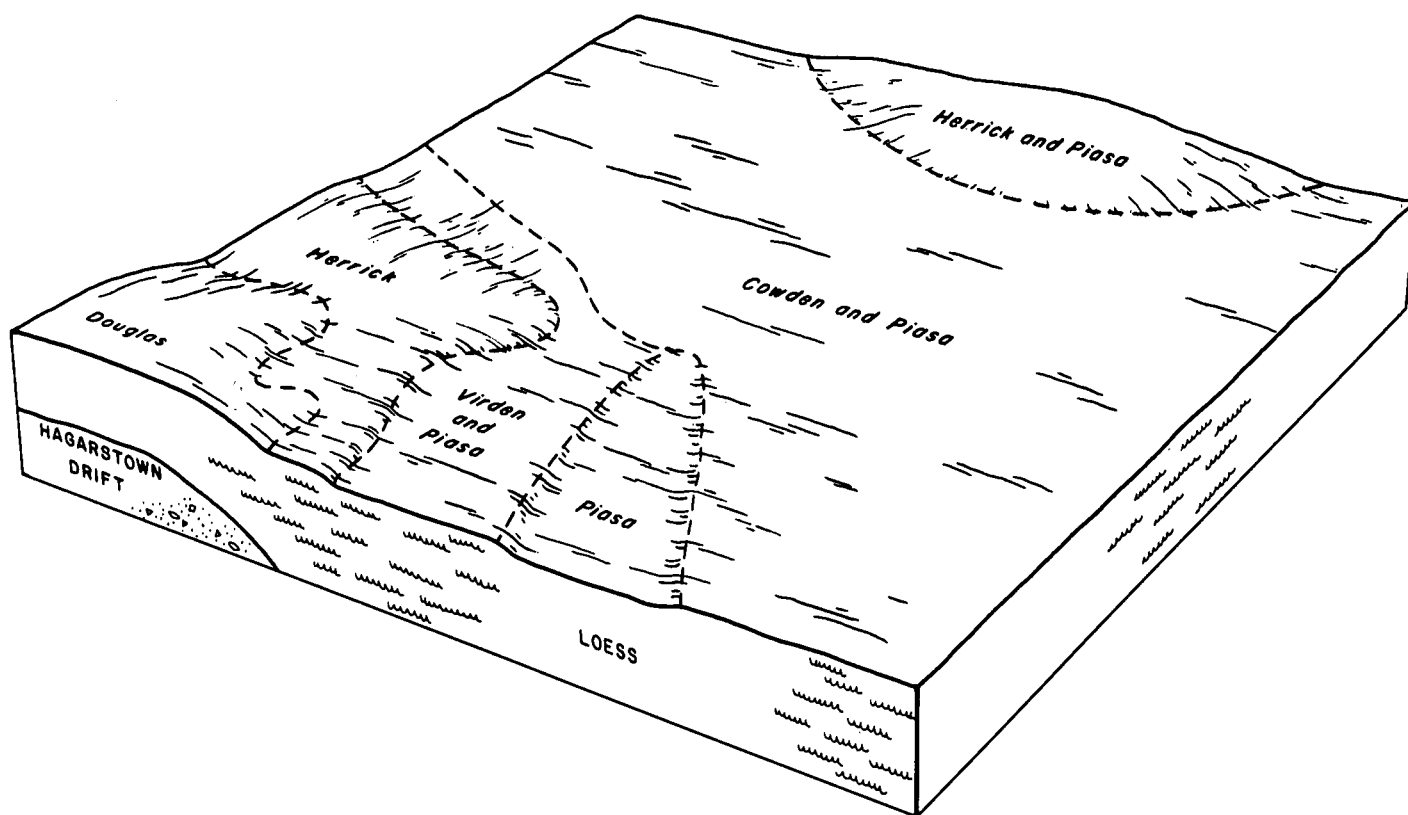 Herrick and Piasa
Herrick
Cowden and Piasa
Douglas
Virden
and
Piasa
Piasa
HAGARSTOWN
DRIFT
LOESS